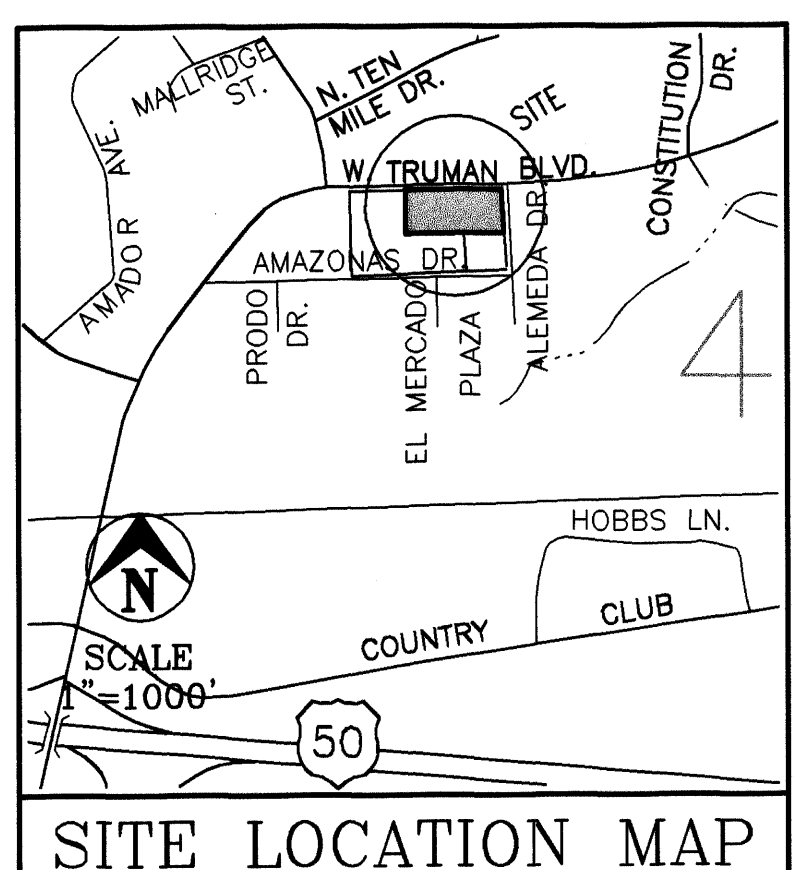 MALLRIDGE
ST.
N. TEN
MILE DR.
SITE
CONSTITUTION
DR.
AMADOR AVE.
W. TRUMAN BLVD.
AMAZONAS DR.
PRODO
DR.
EL MERCADO
PLAZA
ALEMEDA DR.
4
HOBBS LN.
N
COUNTRY CLUB
SCALE
1"=1000'
50
SITE LOCATION MAP